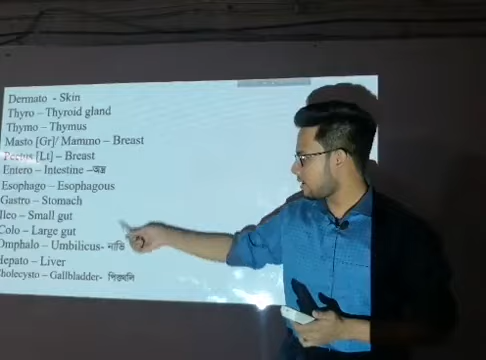 Dermato - Skin
Thyro – Thyroid gland
Thymo – Thymus
Masto [Gr]/ Mammo – Breast
Pectus [Lt] – Breast
Entero – Intestine –অন্ত্র
Esophago - Esophagous
Gastro – Stomach
Ileo – Small gut
Colo – Large gut
Omphalo – Umbilicus- নাভি
Hepato – Liver
Cholecysto – Gallbladder- পিত্তথলি